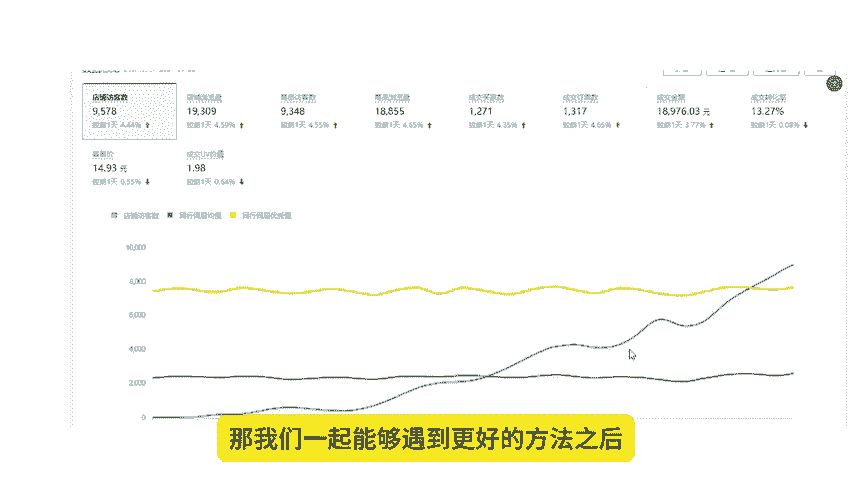 店铺访客数 店铺浏览量 商品访客数 商品浏览量 成交买家数 成交订单数 成交金额 成交转化率
9,578 19,309 9,348 18,855 1,271 1,317 18,976.03 元 13.27%
较前1天 4.44% 较前1天 4.59% 较前1天 4.55% 较前1天 4.65% 较前1天 4.35% 较前1天 4.65% 较前1天 3.77% 较前1天 0.08%
客单价 成交UV价值
14.93 元 1.98
较前1天 0.55% 较前1天 0.64%
店铺访客数 同行同层均值 同行同层优秀值
10,000
8,000
6,000
4,000
2,000
0
那我们一起能够遇到更好的方法之后